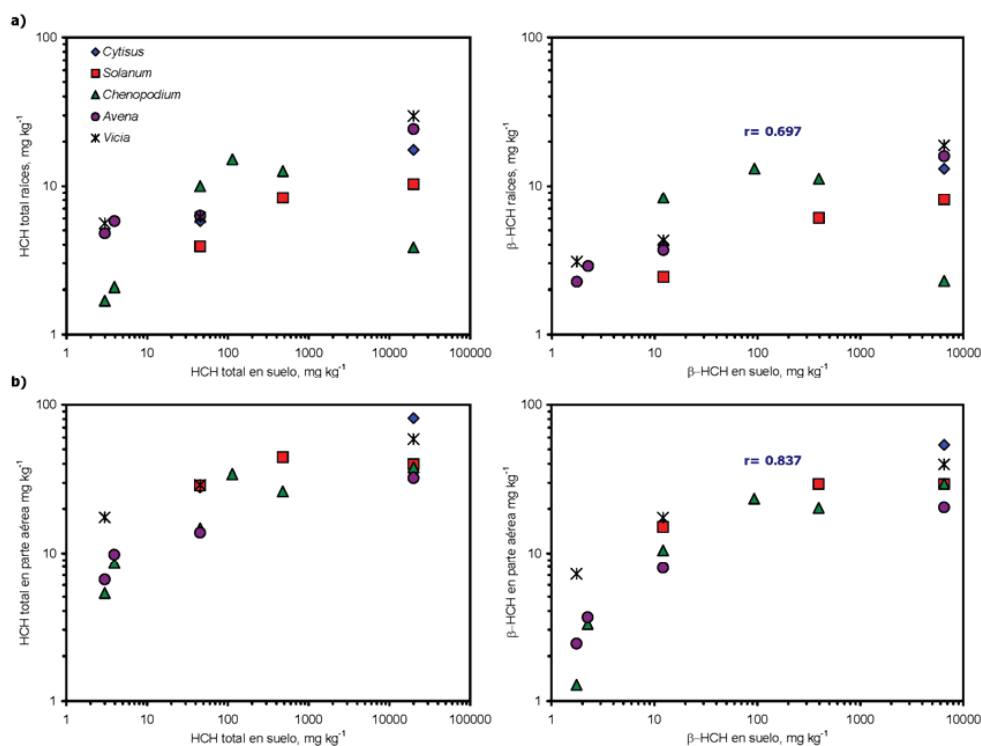 a)
100
10
1
HCH total raíces, mg kg-1
Cytisus
Solanum
Chenopodium
Avena
Vicia
1 10 100 1000 10000 100000
HCH total en suelo, mg kg-1
100
10
1
β-HCH raíces, mg kg-1
r= 0.697
1 10 100 1000 10000
β-HCH en suelo, mg kg-1
b)
100
10
1
HCH total en parte aérea mg kg-1
1 10 100 1000 10000 100000
HCH total en suelo, mg kg-1
100
10
1
β-HCH en parte aérea mg kg-1
r= 0.837
1 10 100 1000 10000
β-HCH en suelo, mg kg-1